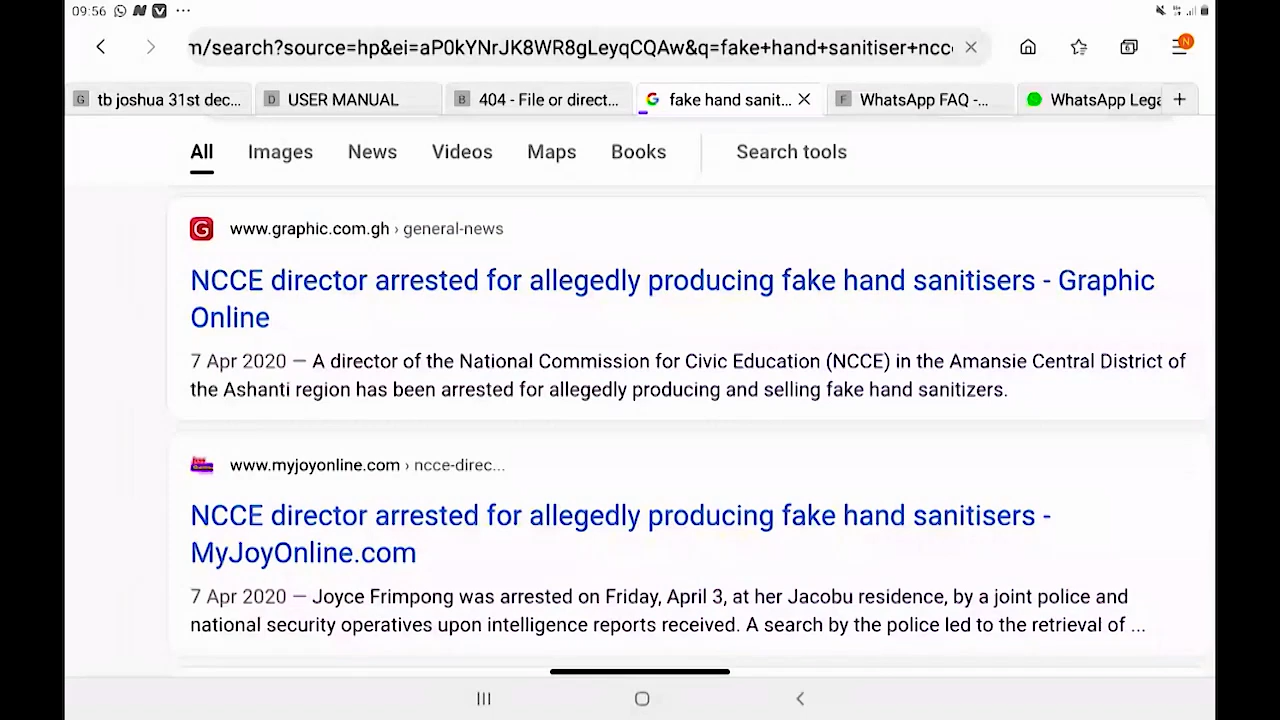 09:56
m/search?source=hp&ei=aP0kYNrJK8WR8gLeyqCQAw&q=fake+hand+sanitiser+ncc
6
N
G tb joshua 31st dec...
D USER MANUAL
B 404 - File or direct...
fake hand sanit...
F WhatsApp FAQ -...
WhatsApp Lega
All Images News Videos Maps Books Search tools
G www.graphic.com.gh › general-news
NCCE director arrested for allegedly producing fake hand sanitisers - Graphic
Online
7 Apr 2020 — A director of the National Commission for Civic Education (NCCE) in the Amansie Central District of
the Ashanti region has been arrested for allegedly producing and selling fake hand sanitizers.
www.myjoyonline.com › ncce-direc...
NCCE director arrested for allegedly producing fake hand sanitisers -
MyJoyOnline.com
7 Apr 2020 — Joyce Frimpong was arrested on Friday, April 3, at her Jacobu residence, by a joint police and
national security operatives upon intelligence reports received. A search by the police led to the retrieval of ...